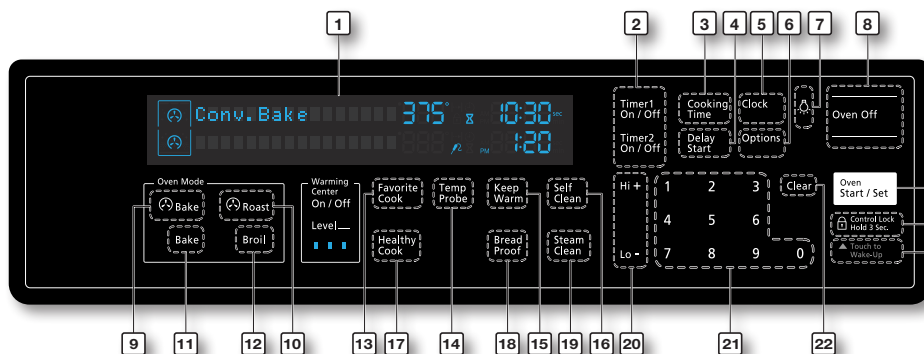 1 2 3 4 5 6 7 8
Conv.Bake 375° 10:30 sec
2 PM 1:20
Timer1
On / Off
Timer2
On / Off
Cooking
Time
Delay
Start
Clock
Options
Oven Off
Oven Mode
Bake
Roast
Bake
Broil
Warming
Center
On / Off
Level
Favorite
Cook
Temp
Probe
Keep
Warm
Self
Clean
Healthy
Cook
Bread
Proof
Steam
Clean
Hi +
Lo -
1 2 3
4 5 6
7 8 9 0
Clear
Oven
Start / Set
Control Lock
Hold 3 Sec.
Touch to
Wake-Up
9 11 12 10 13 17 14 18 15 19 16 20 21 22